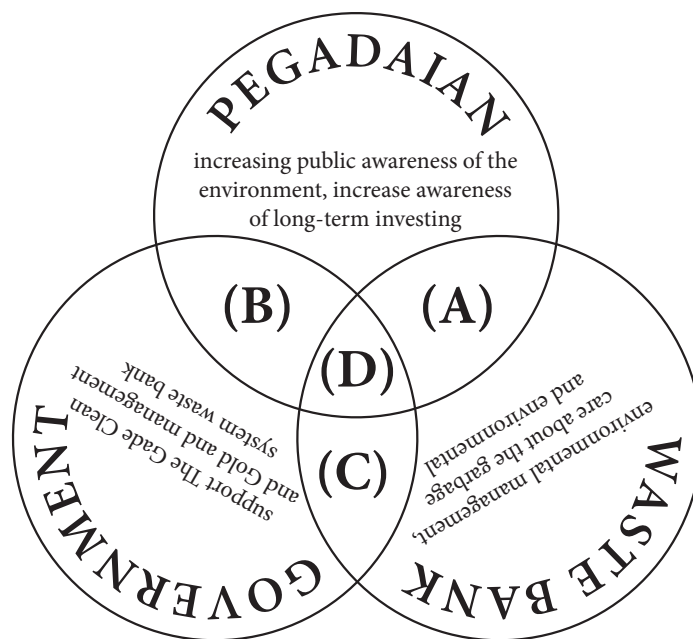 PEGADAIAN
increasing public awareness of the
environment, increase awareness
of long-term investing
(B)
(A)
(D)
(C)
GOVERNMENT
support The Gade Clean
and Gold and management
system waste bank
WASTE BANK
environmental management,
care about the garbage
and environmental